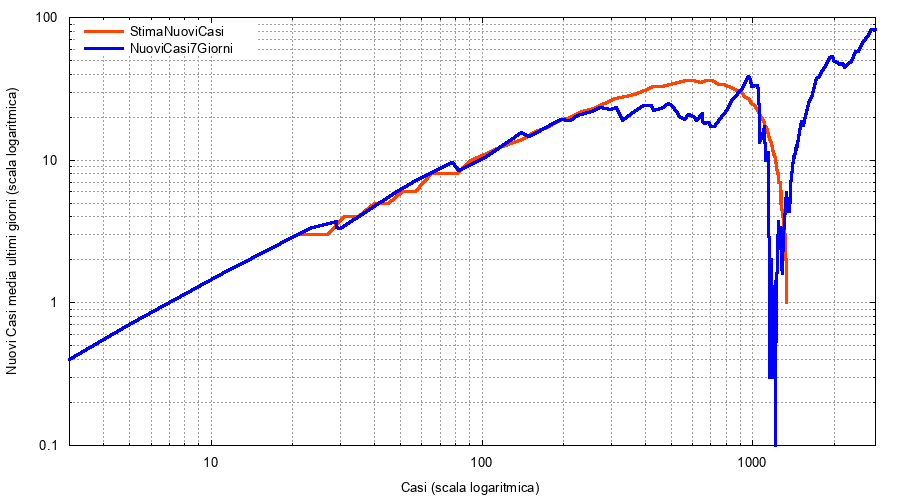 100
StimaNuoviCasi
NuoviCasi7Giorni
10
1
0.1
Nuovi Casi media ultimi giorni (scala logaritmica)
10 100 1000
Casi (scala logaritmica)